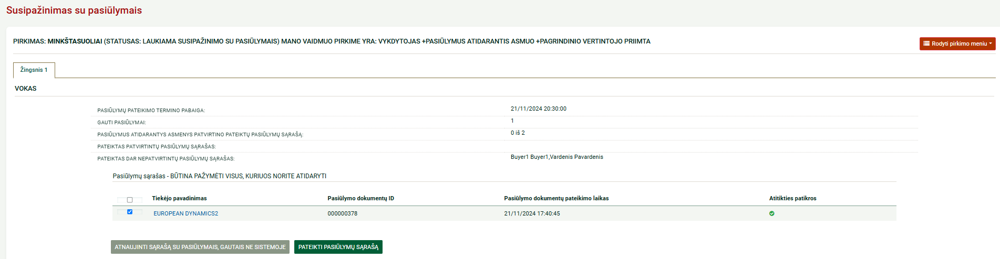 Susipažinimas su pasiūlymais
PIRKIMAS: MINKŠTASUOLIAI (STATUSAS: LAUKIAMA SUSIPAŽINIMO SU PASIŪLYMAIS) MANO VAIDMUO PIRKIME YRA: VYKDYTOJAS +PASIŪLYMUS ATIDARANTIS ASMUO +PAGRINDINIO VERTINTOJO PRIIMTA
Rodyti pirkimo meniu
Žingsnis 1
VOKAS
PASIŪLYMŲ PATEIKIMO TERMINO PABAIGA: 21/11/2024 20:30:00
GAUTI PASIŪLYMAI: 1
PASIŪLYMUS ATIDARANTYS ASMENYS PATVIRTINO PATEIKTŲ PASIŪLYMŲ SĄRAŠĄ: 0 iš 2
PATEIKTAS PATVIRTINTŲ PASIŪLYMŲ SĄRAŠAS:
PATEIKTAS DAR NEPATVIRTINTŲ PASIŪLYMŲ SĄRAŠAS: Buyer1 Buyer1,Vardenis Pavardenis
Pasiūlymų sąrašas - BŪTINA PAŽYMĖTI VISUS, KURIUOS NORITE ATIDARYTI
Tiekėjo pavadinimas Pasiūlymo dokumentų ID Pasiūlymo dokumentų pateikimo laikas Atitikties patikros
EUROPEAN DYNAMICS2 000000378 21/11/2024 17:40:45
ATNAUJINTI SĄRAŠĄ SU PASIŪLYMAIS, GAUTAIS NE SISTEMOJE PATEIKTI PASIŪLYMŲ SĄRAŠĄ